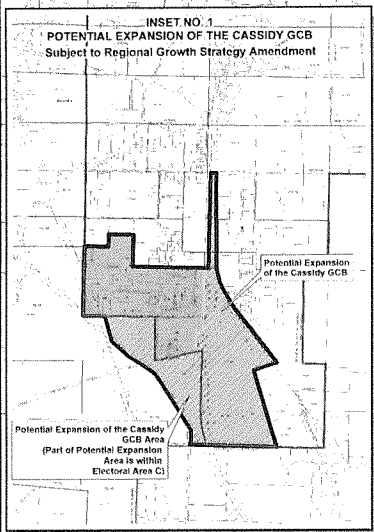 INSET NO. 1
POTENTIAL EXPANSION OF THE CASSIDY GCB
Subject to Regional Growth Strategy Amendment
Potential Expansion
of the Cassidy GCB
Potential Expansion of the Cassidy
GCB Area
(Part of Potential Expansion
Area is within
Electoral Area C)